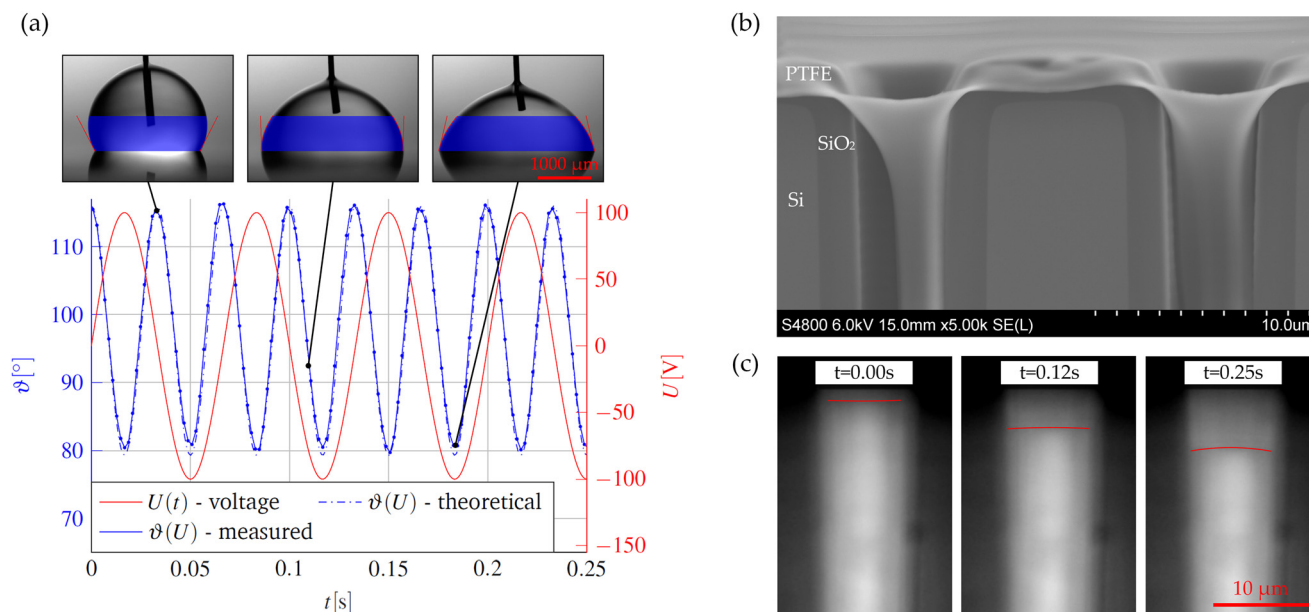 (a)
1000 μm
ϑ[°]
110
100
90
80
70
100
50
0
−50
−100
−150
U[V]
U(t) - voltage
ϑ(U) - theoretical
ϑ(U) - measured
0
0.05
0.1
0.15
0.2
0.25
t[s]
(b)
PTFE
SiO₂
Si
S4800 6.0kV 15.0mm x5.00k SE(L)
10.0um
(c)
t=0.00s
t=0.12s
t=0.25s
10 μm